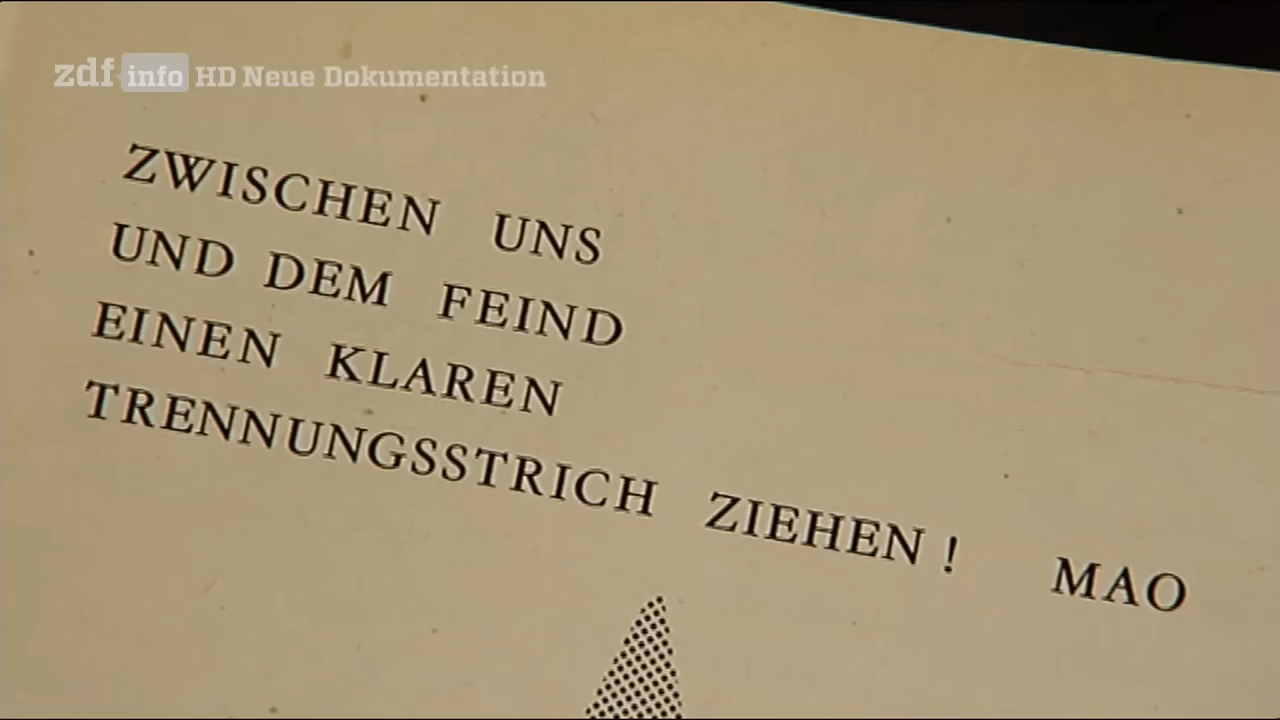 zdf info HD Neue Dokumentation
ZWISCHEN UNS
UND DEM FEIND
EINEN KLAREN
TRENNUNGSSTRICH ZIEHEN! MAO